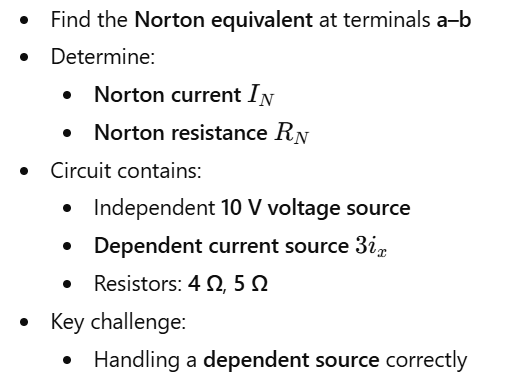 • Find the Norton equivalent at terminals a–b
• Determine:
• Norton current I_N
• Norton resistance R_N
• Circuit contains:
• Independent 10 V voltage source
• Dependent current source 3i_x
• Resistors: 4 Ω, 5 Ω
• Key challenge:
• Handling a dependent source correctly